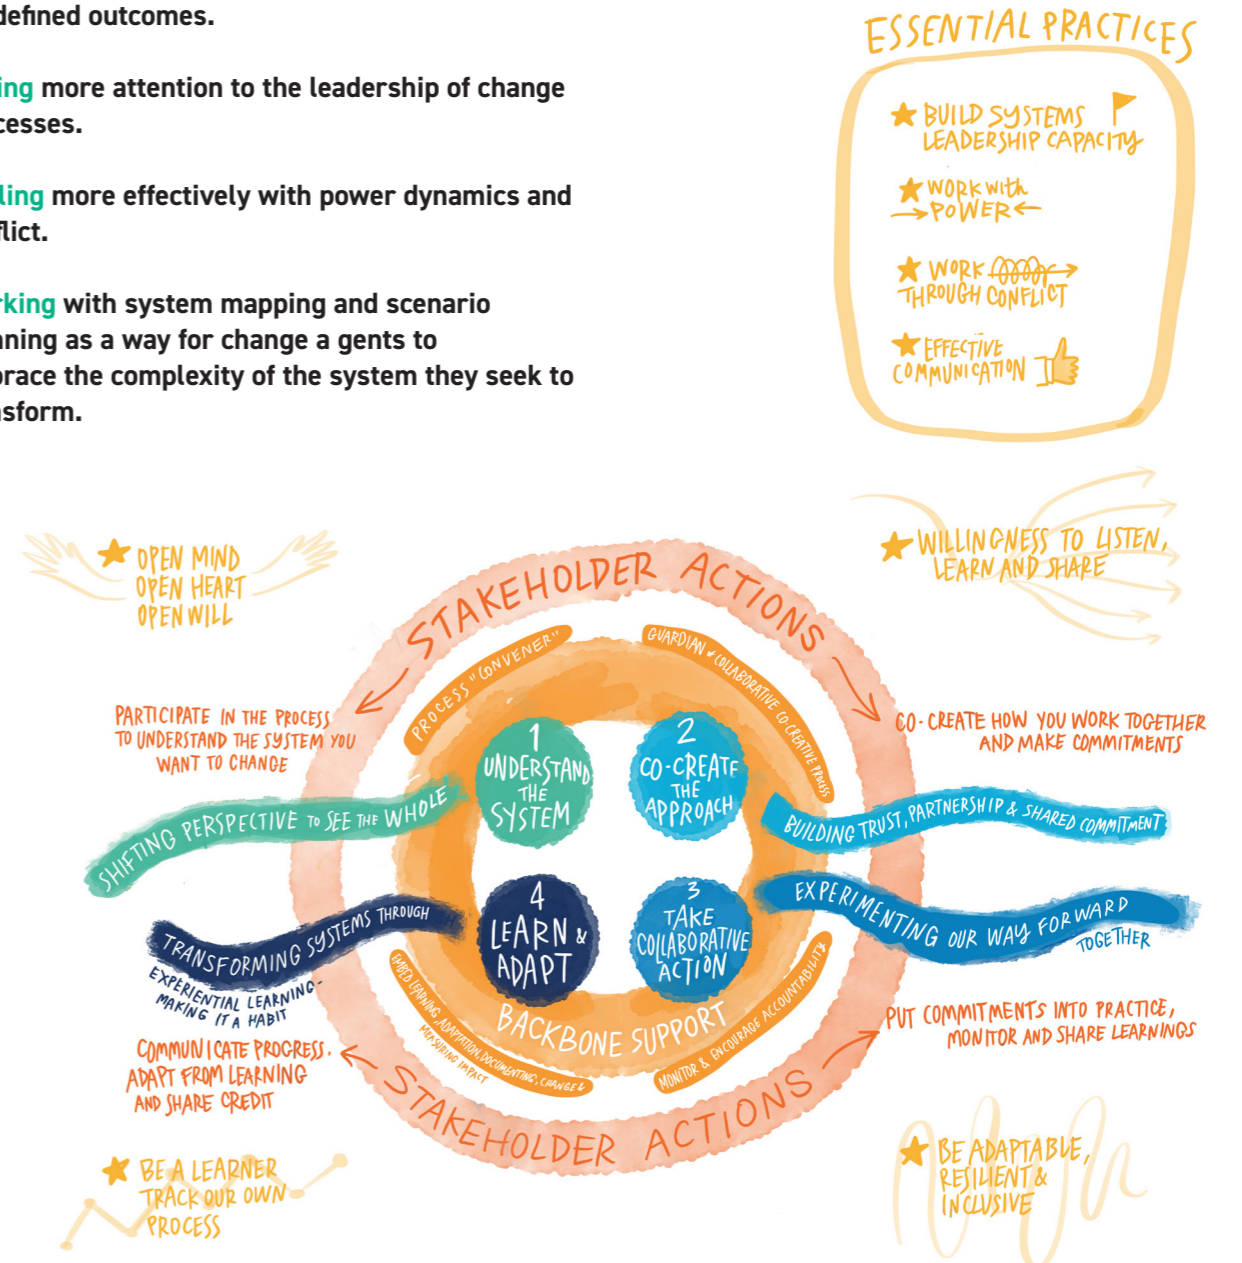 defined outcomes.
ing more attention to the leadership of change
cesses.
ling more effectively with power dynamics and
flict.
rking with system mapping and scenario
nning as a way for change a gents to
brace the complexity of the system they seek to
nsform.
ESSENTIAL PRACTICES
BUILD SYSTEMS
LEADERSHIP CAPACITY
WORK with
POWER
WORK
THROUGH CONFLICT
EFFECTIVE
COMMUNICATION
OPEN MIND
OPEN HEART
OPEN WILL
WILLINGNESS TO LISTEN,
LEARN AND SHARE
STAKEHOLDER ACTIONS
PROCESS "CONVENER"
GUARDIAN & COLLABORATIVE CO-CREATIVE PROCESS
PARTICIPATE IN THE PROCESS
TO UNDERSTAND THE SYSTEM YOU
WANT TO CHANGE
CO-CREATE HOW YOU WORK TOGETHER
AND MAKE COMMITMENTS
1
UNDERSTAND
THE
SYSTEM
2
CO-CREATE
THE
APPROACH
SHIFTING PERSPECTIVE TO SEE THE WHOLE
BUILDING TRUST, PARTNERSHIP & SHARED COMMITMENT
4
LEARN &
ADAPT
3
TAKE
COLLABORATIVE
ACTION
TRANSFORMING SYSTEMS THROUGH
EXPERIENTIAL LEARNING-
MAKING IT A HABIT
EXPERIMENTING OUR WAY FORWARD
TOGETHER
BACKBONE SUPPORT
EMBED LEARNING, ADAPTATION, DOCUMENTING, CHANGE &
MEASURING IMPACT
MONITOR & ENCOURAGE ACCOUNTABILITY
COMMUNICATE PROGRESS.
ADAPT FROM LEARNING
AND SHARE CREDIT
PUT COMMITMENTS INTO PRACTICE,
MONITOR AND SHARE LEARNINGS
STAKEHOLDER ACTIONS
BE A LEARNER
TRACK OUR OWN
PROCESS
BE ADAPTABLE,
RESILIENT &
INCLUSIVE